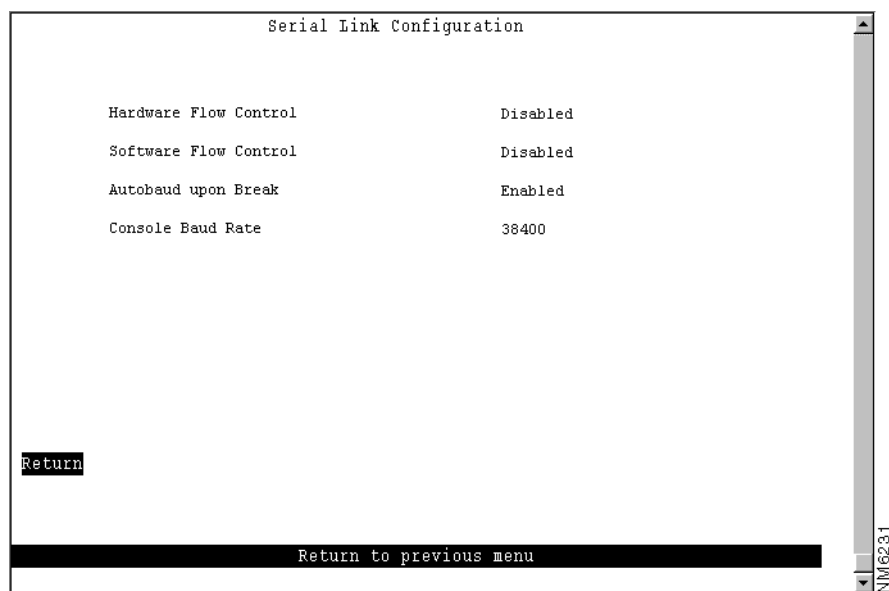 Serial Link Configuration
Hardware Flow Control Disabled
Software Flow Control Disabled
Autobaud upon Break Enabled
Console Baud Rate 38400
Return
Return to previous menu
NM6231